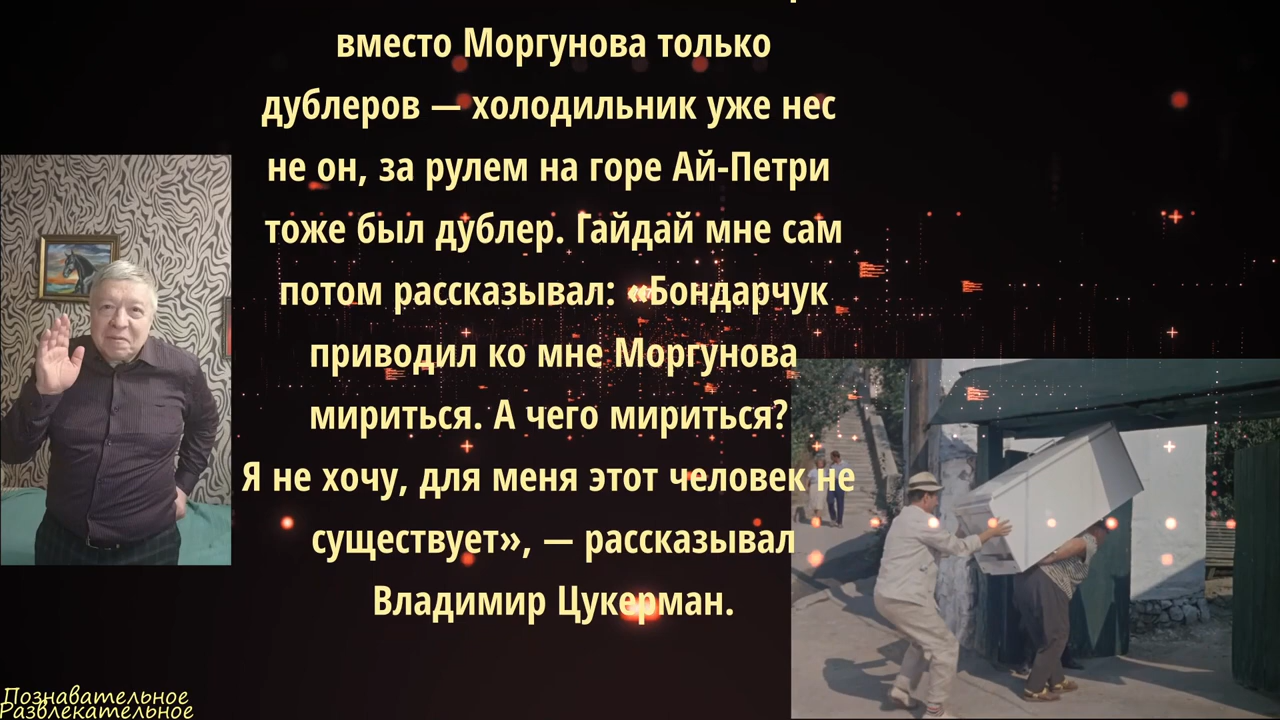 вместо Моргунова только
дублеров — холодильник уже нес
не он, за рулем на горе Ай-Петри
тоже был дублер. Гайдай мне сам
потом рассказывал: «Бондарчук
приводил ко мне Моргунова
мириться. А чего мириться?
Я не хочу, для меня этот человек не
существует», — рассказывал
Владимир Цукерман.
Познавательное
Развлекательное